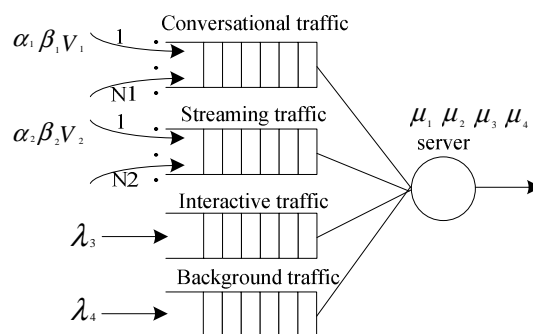 Conversational traffic
α₁ β₁ V₁
1
N1
Streaming traffic
α₂ β₂ V₂
1
N2
μ₁ μ₂ μ₃ μ₄
server
Interactive traffic
λ₃
Background traffic
λ₄